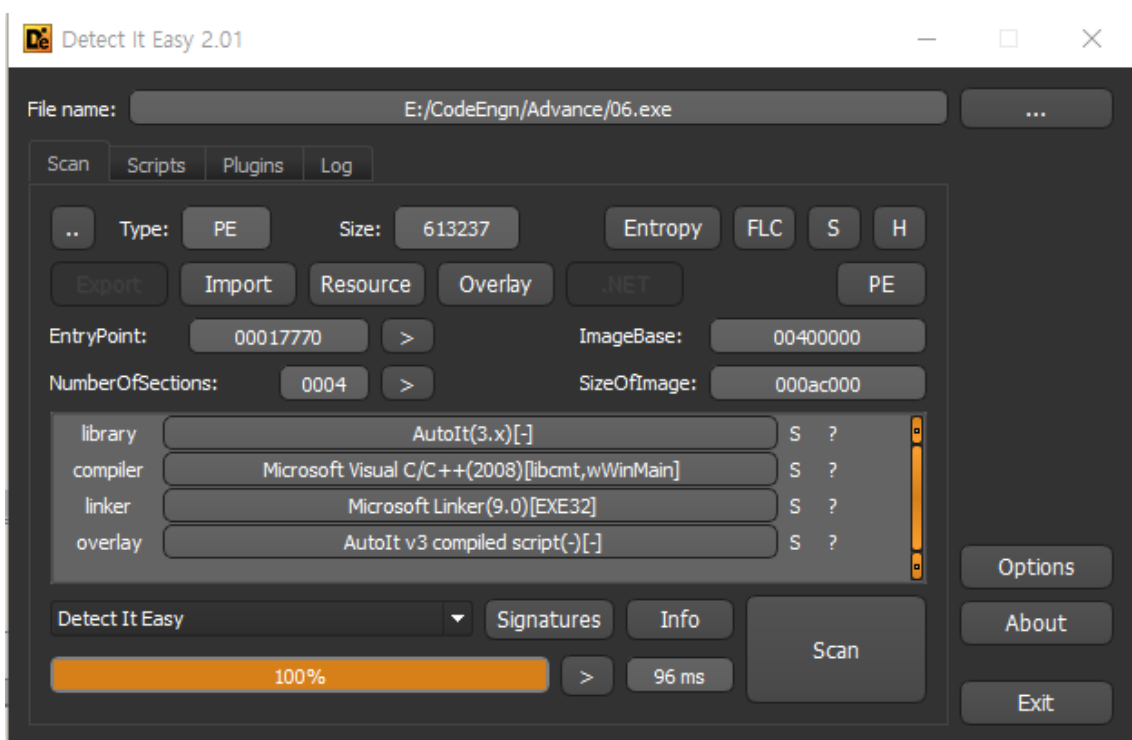 Detect It Easy 2.01
File name: E:/CodeEngn/Advance/06.exe ...
Scan Scripts Plugins Log
.. Type: PE Size: 613237 Entropy FLC S H
Export Import Resource Overlay .NET PE
EntryPoint: 00017770 > ImageBase: 00400000
NumberOfSections: 0004 > SizeOfImage: 000ac000
library AutoIt(3.x)[-] S ?
compiler Microsoft Visual C/C++(2008)[libcmt,wWinMain] S ?
linker Microsoft Linker(9.0)[EXE32] S ?
overlay AutoIt v3 compiled script(-)[-] S ?
Options
Detect It Easy Signatures Info Scan About
100% > 96 ms
Exit